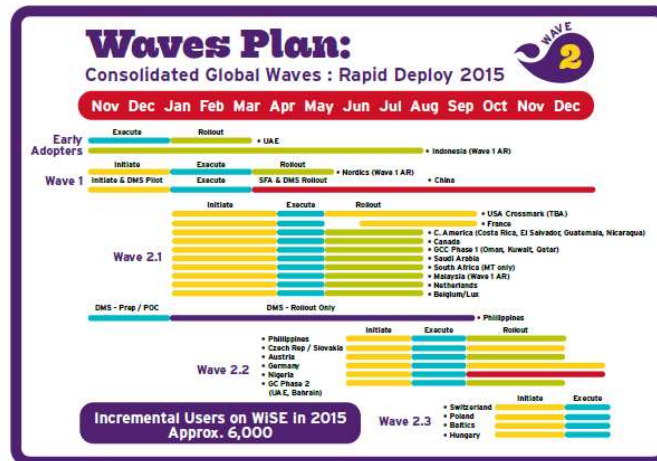 Waves Plan:
WAVE
2
Consolidated Global Waves : Rapid Deploy 2015
Nov Dec Jan Feb Mar Apr May Jun Jul Aug Sep Oct Nov Dec
Early Adopters
Execute Rollout
• UAE
• Indonesia (Wave 1 AR)
Wave 1
Initiate Execute Rollout
• Nordics (Wave 1 AR)
Initiate & DMS Pilot Execute SFA & DMS Rollout • China
Wave 2.1
Initiate Execute Rollout
• USA Crossmark (TBA)
• France
• C. America (Costa Rica, El Salvador, Guatemala, Nicaragua)
• Canada
• GCC Phase 1 (Oman, Kuwait, Qatar)
• Saudi Arabia
• South Africa (MT only)
• Malaysia (Wave 1 AR)
• Netherlands
• Belgium/Lux
DMS - Prep / POC DMS - Rollout Only
• Philippines
Wave 2.2
Initiate Execute Rollout
• Phillippines
• Czech Rep / Slovakia
• Austria
• Germany
• Nigeria
• GC Phase 2
(UAE, Bahrain)
Wave 2.3
Initiate Execute
• Switzerland
• Poland
• Baltics
• Hungary
Incremental Users on WiSE in 2015
Approx. 6,000